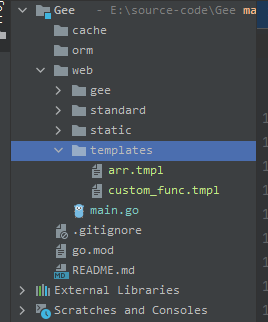 Gee - E:\source-code\Gee ma
cache
orm
web
gee
standard
static
templates
arr.tmpl
custom_func.tmpl
main.go
.gitignore
go.mod
README.md
External Libraries
Scratches and Consoles